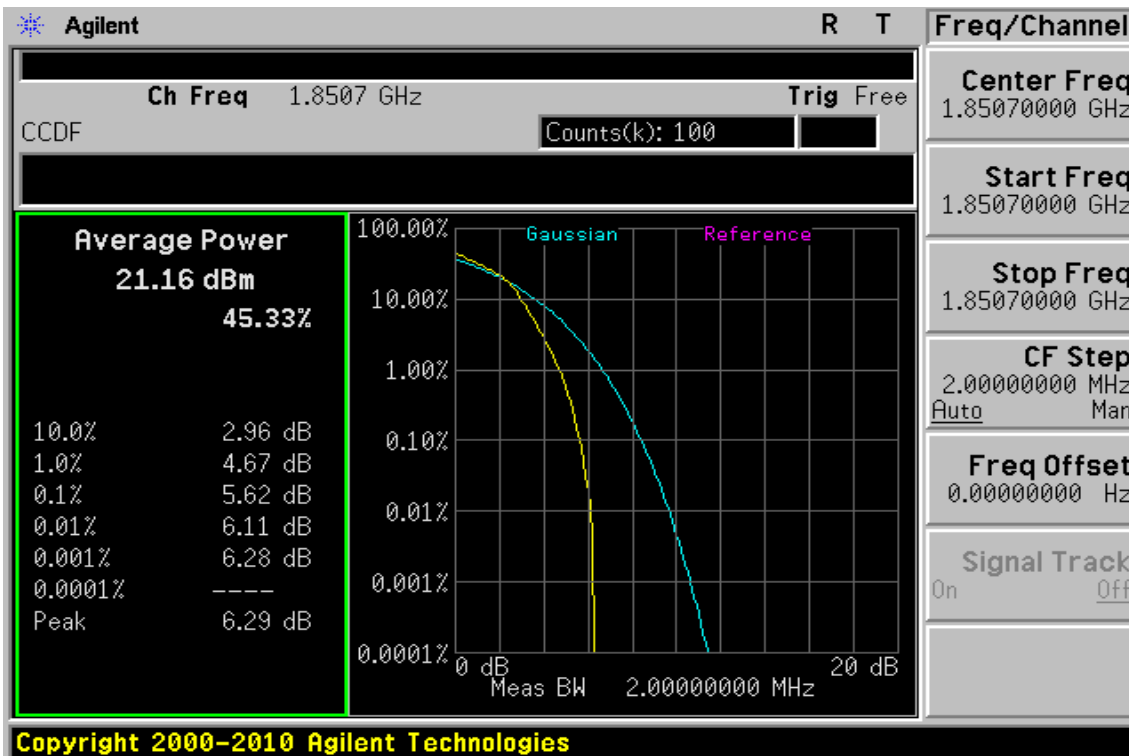 Agilent R T Freq/Channel
Ch Freq 1.8507 GHz Trig Free
CCDF Counts(k): 100
Center Freq
1.85070000 GHz
Start Freq
1.85070000 GHz
Stop Freq
1.85070000 GHz
CF Step
2.00000000 MHz
Auto Man
Freq Offset
0.00000000 Hz
Signal Track
On Off
Average Power
21.16 dBm
45.33%
10.0% 2.96 dB
1.0% 4.67 dB
0.1% 5.62 dB
0.01% 6.11 dB
0.001% 6.28 dB
0.0001% ----
Peak 6.29 dB
Gaussian Reference
100.00%
10.00%
1.00%
0.10%
0.01%
0.001%
0.0001%
0 dB 20 dB
Meas BW 2.00000000 MHz
Copyright 2000-2010 Agilent Technologies